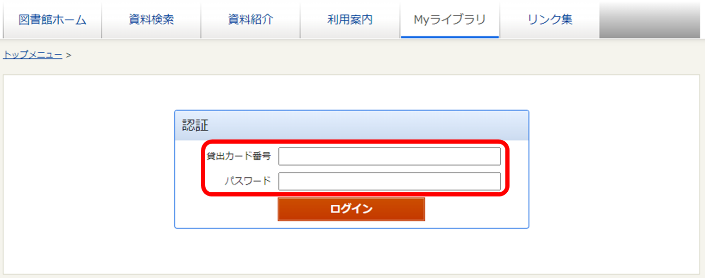 図書館ホーム 資料検索 資料紹介 利用案内 Myライブラリ リンク集
トップメニュー >
認証
貸出カード番号
パスワード
ログイン